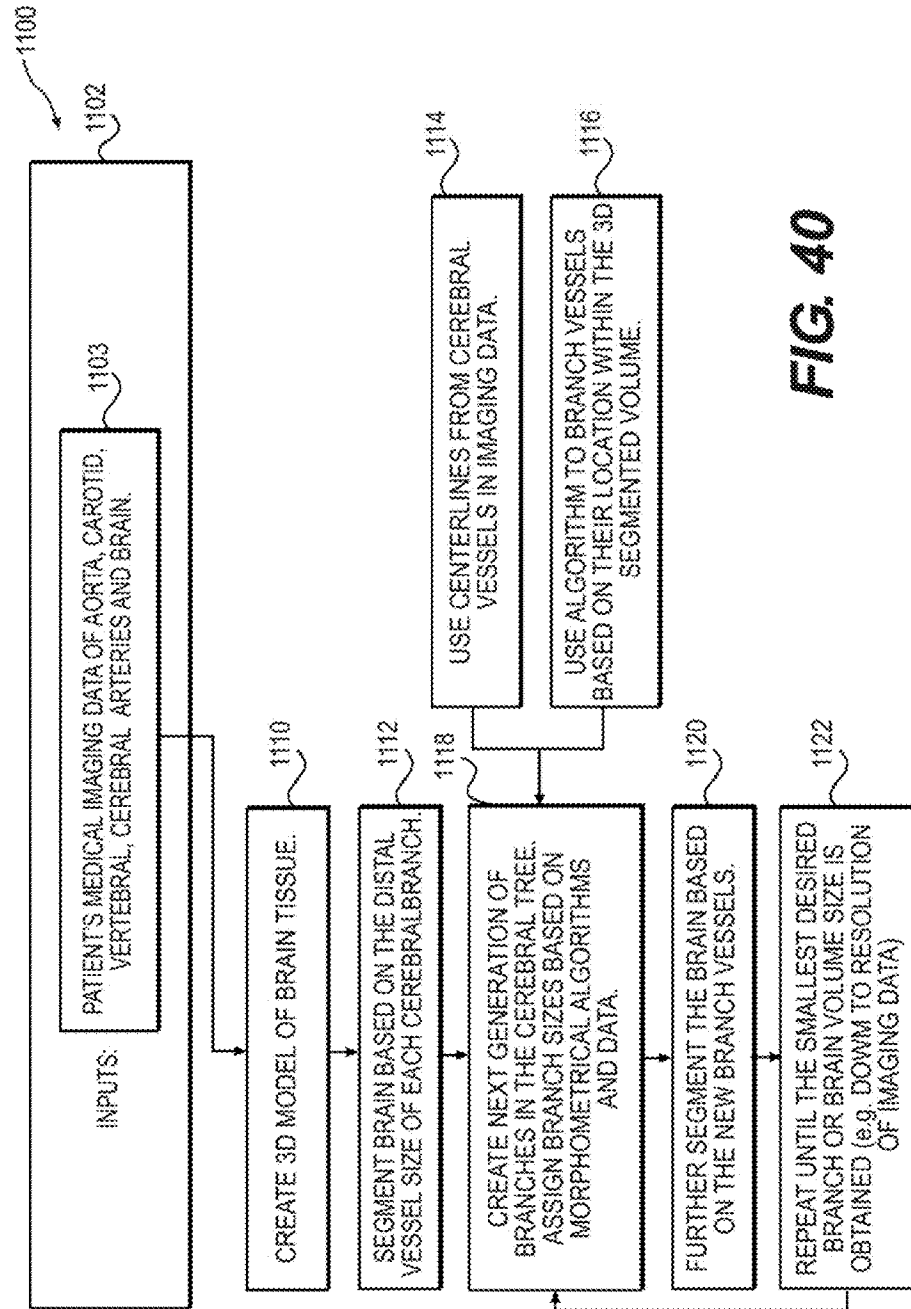 1100
1102
1103
INPUTS:
PATIENT'S MEDICAL IMAGING DATA OF AORTA, CAROTID,
VERTEBRAL, CEREBRAL ARTERIES AND BRAIN.
1110
CREATE 3D MODEL OF BRAIN TISSUE.
1112
SEGMENT BRAIN BASED ON THE DISTAL
VESSEL SIZE OF EACH CEREBRALBRANCH.
1114
USE CENTERLINES FROM CEREBRAL
VESSELS IN IMAGING DATA.
1116
USE ALGORITHM TO BRANCH VESSELS
BASED ON THEIR LOCATION WITHIN THE 3D
SEGMENTED VOLUME.
1118
CREATE NEXT GENERATION OF
BRANCHES IN THE CEREBRAL TREE.
ASSIGN BRANCH SIZES BASED ON
MORPHOMETRICAL ALGORITHMS
AND DATA.
1120
FURTHER SEGMENT THE BRAIN BASED
ON THE NEW BRANCH VESSELS.
1122
REPEAT UNTIL THE SMALLEST DESIRED
BRANCH OR BRAIN VOLUME SIZE IS
OBTAINED (e.g. DOWM TO RESOLUTION
OF IMAGING DATA)
FIG. 40